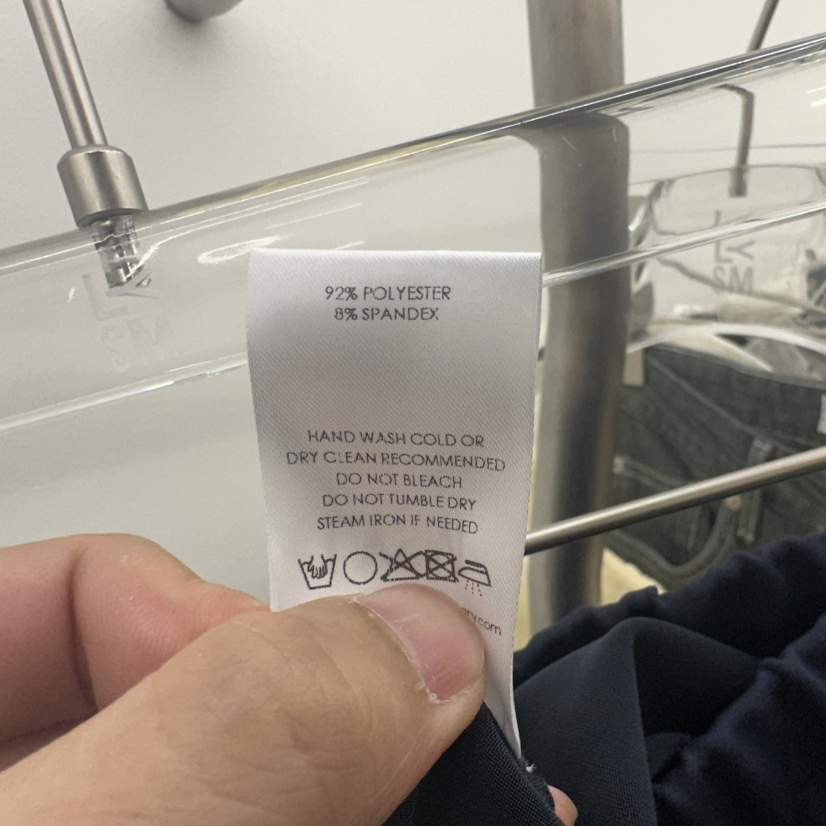 92% POLYESTER
8% SPANDEX
HAND WASH COLD OR
DRY CLEAN RECOMMENDED
DO NOT BLEACH
DO NOT TUMBLE DRY
STEAM IRON IF NEEDED